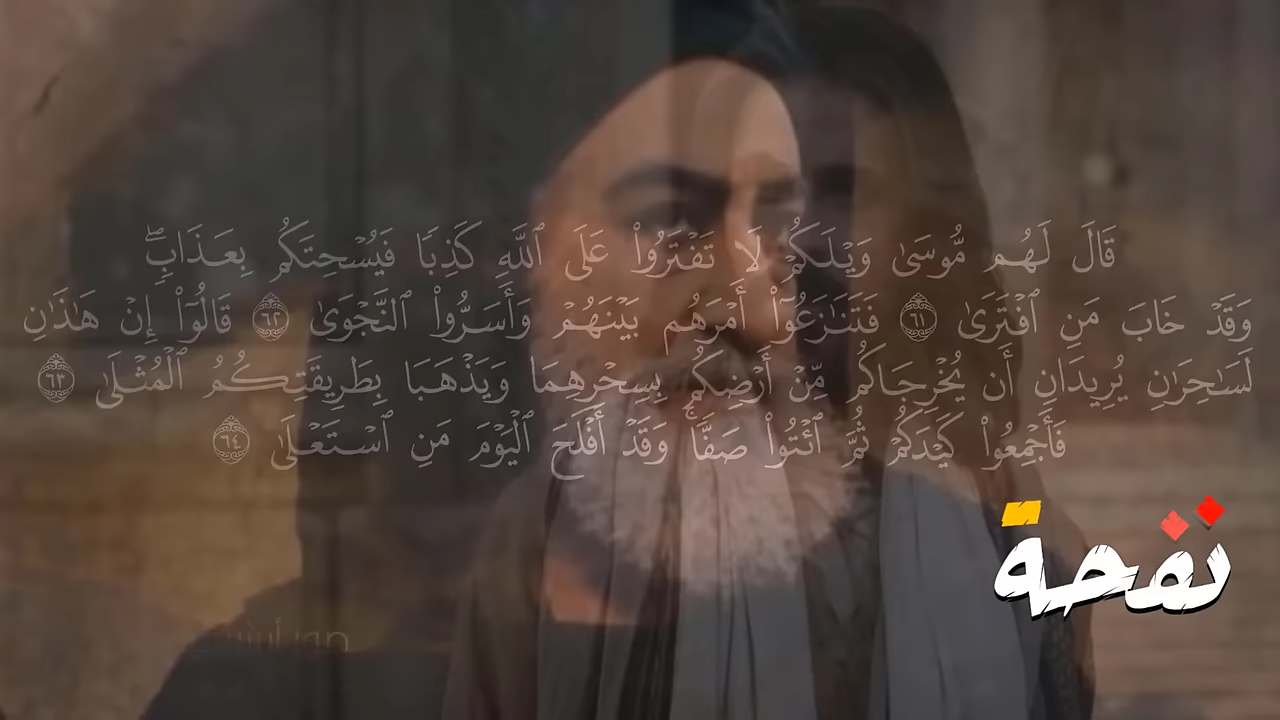 قَالَ لَهُم مُّوسَىٰ وَيْلَكُمْ لَا تَفْتَرُوا۟ عَلَى ٱللَّهِ كَذِبًا فَيُسْحِتَكُم بِعَذَابٍ ۖ
وَقَدْ خَابَ مَنِ ٱفْتَرَىٰ ٦١ فَتَنَـٰزَعُوٓا۟ أَمْرَهُم بَيْنَهُمْ وَأَسَرُّوا۟ ٱلنَّجْوَىٰ ٦٢ قَالُوٓا۟ إِنْ هَـٰذَٰنِ
لَسَـٰحِرَٰنِ يُرِيدَانِ أَن يُخْرِجَاكُم مِّنْ أَرْضِكُم بِسِحْرِهِمَا وَيَذْهَبَا بِطَرِيقَتِكُمُ ٱلْمُثْلَىٰ ٦٣
فَأَجْمِعُوا۟ كَيْدَكُمْ ثُمَّ ٱئْتُوا۟ صَفًّا ۚ وَقَدْ أَفْلَحَ ٱلْيَوْمَ مَنِ ٱسْتَعْلَىٰ ٦٤
نفحة